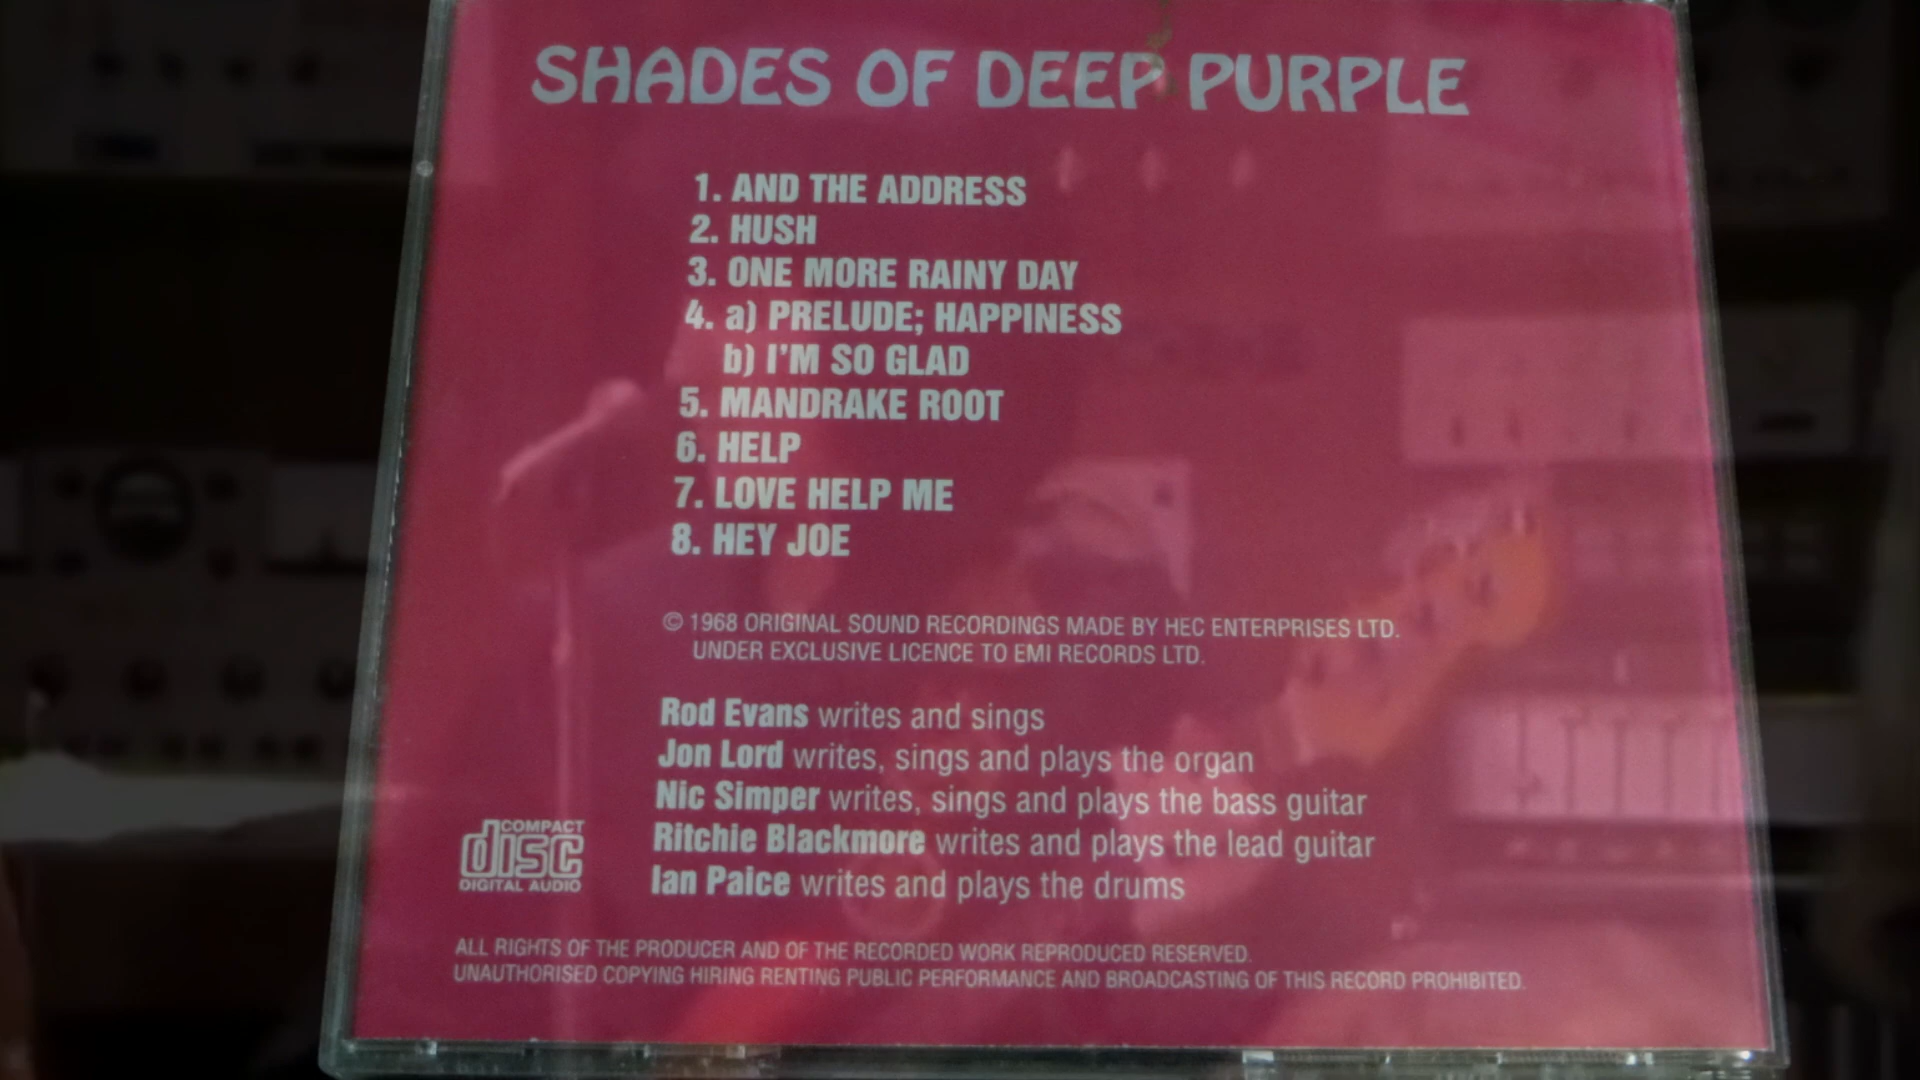 SHADES OF DEEP PURPLE
1. AND THE ADDRESS
2. HUSH
3. ONE MORE RAINY DAY
4. a) PRELUDE; HAPPINESS
b) I'M SO GLAD
5. MANDRAKE ROOT
6. HELP
7. LOVE HELP ME
8. HEY JOE
© 1968 ORIGINAL SOUND RECORDINGS MADE BY HEC ENTERPRISES LTD.
UNDER EXCLUSIVE LICENCE TO EMI RECORDS LTD.
Rod Evans writes and sings
Jon Lord writes, sings and plays the organ
Nic Simper writes, sings and plays the bass guitar
Ritchie Blackmore writes and plays the lead guitar
Ian Paice writes and plays the drums
COMPACT
disc
DIGITAL AUDIO
ALL RIGHTS OF THE PRODUCER AND OF THE RECORDED WORK REPRODUCED RESERVED.
UNAUTHORISED COPYING HIRING RENTING PUBLIC PERFORMANCE AND BROADCASTING OF THIS RECORD PROHIBITED.